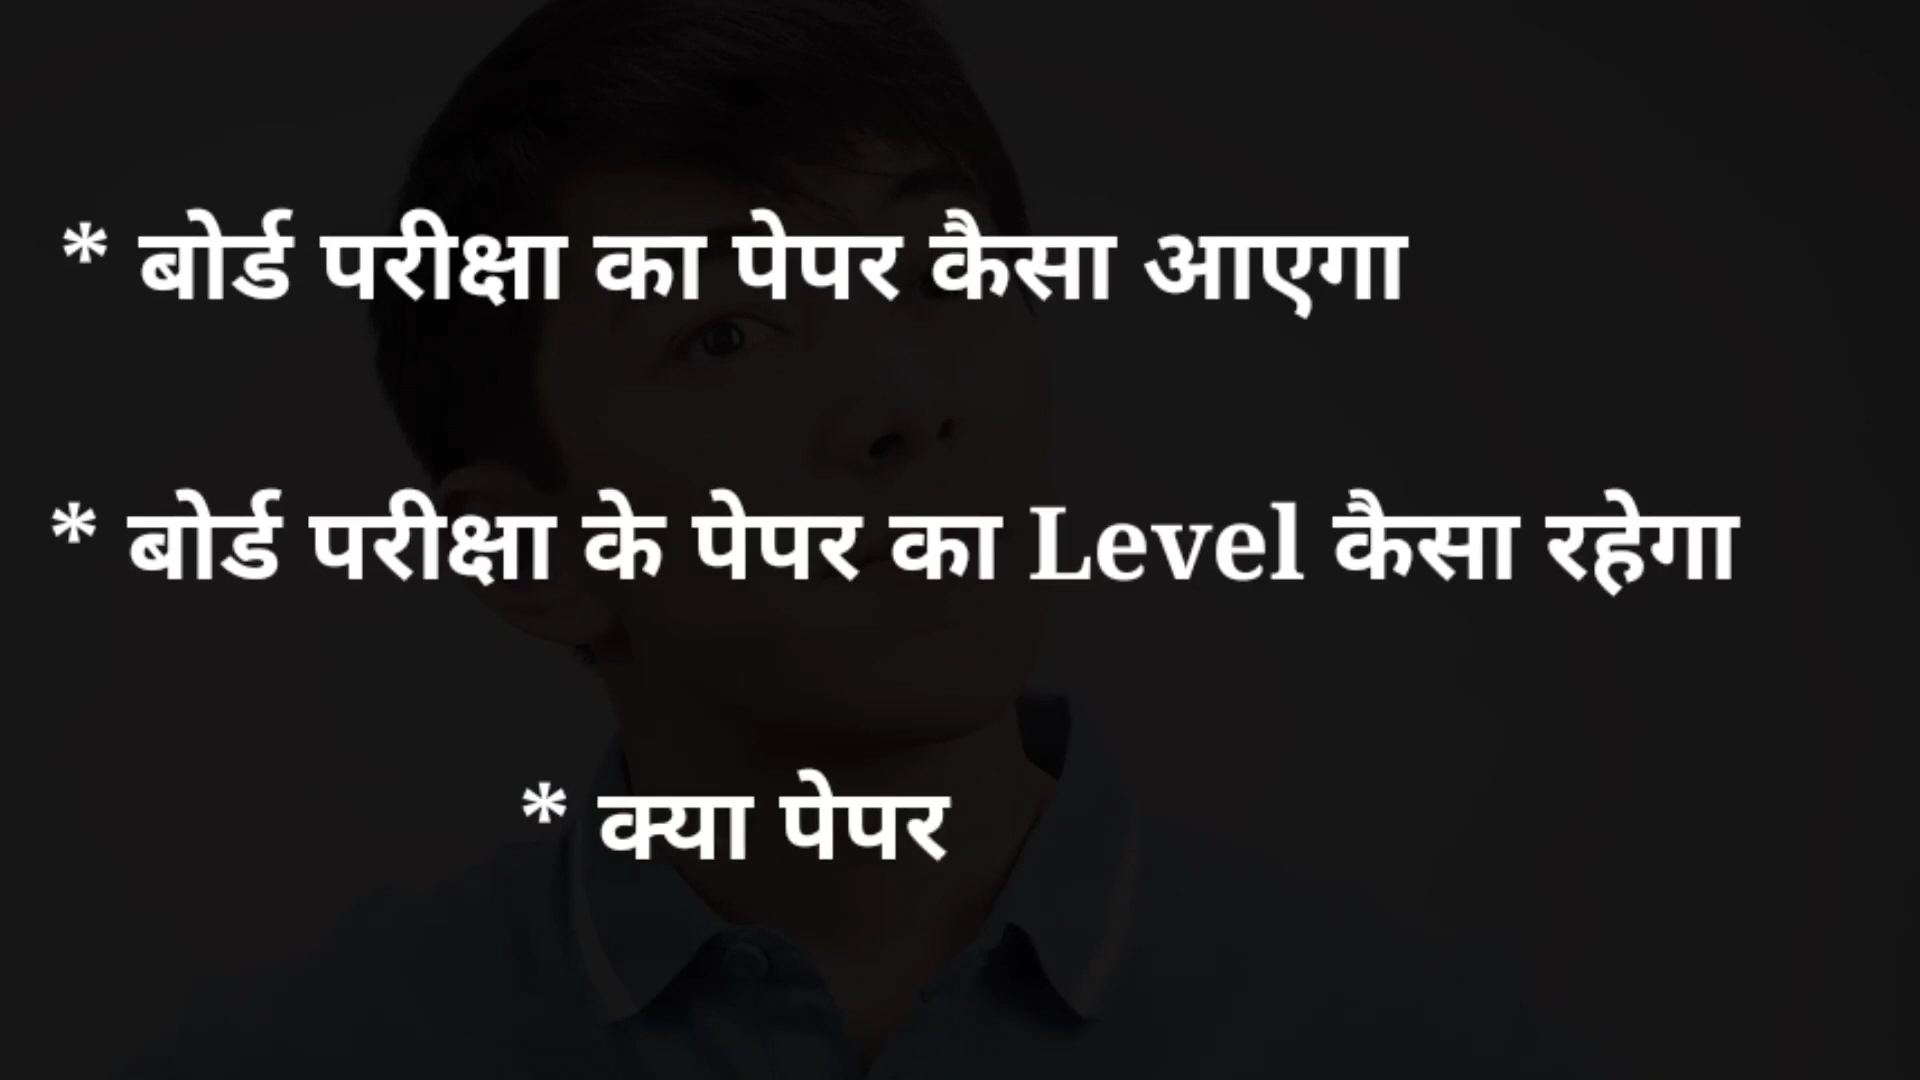 * बोर्ड परीक्षा का पेपर कैसा आएगा
* बोर्ड परीक्षा के पेपर का Level कैसा रहेगा
* क्या पेपर